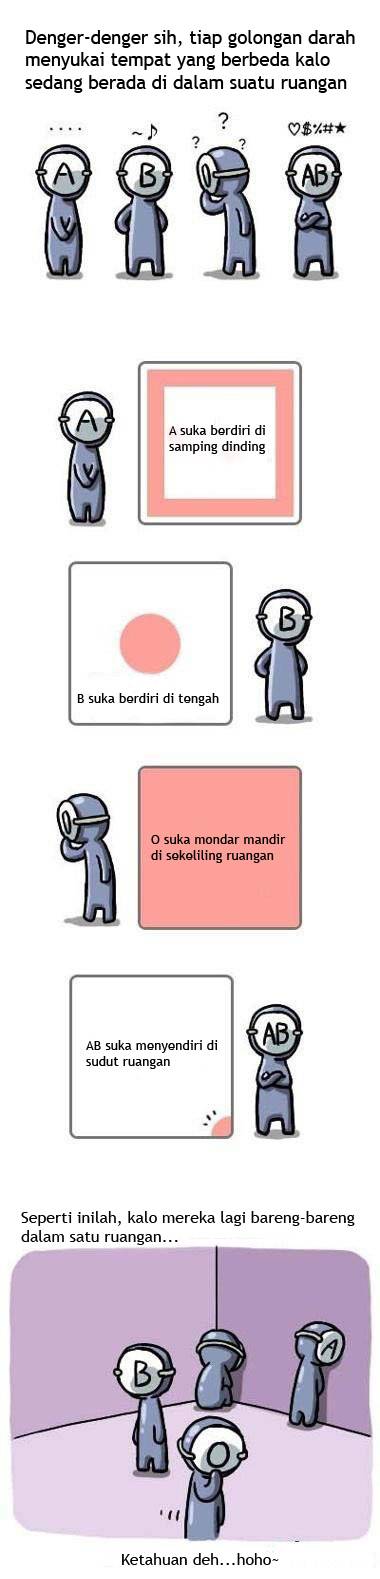 Denger-denger sih, tiap golongan darah
menyukai tempat yang berbeda kalo
sedang berada di dalam suatu ruangan
. . . .
~♪
?
? ?
♡$%#★
A
B
O
AB
A
A suka berdiri di
samping dinding
B
B suka berdiri di tengah
O
O suka mondar mandir
di sekeliling ruangan
AB suka menyendiri di
sudut ruangan
AB
Seperti inilah, kalo mereka lagi bareng-bareng
dalam satu ruangan...
A
B
O
Ketahuan deh...hoho~